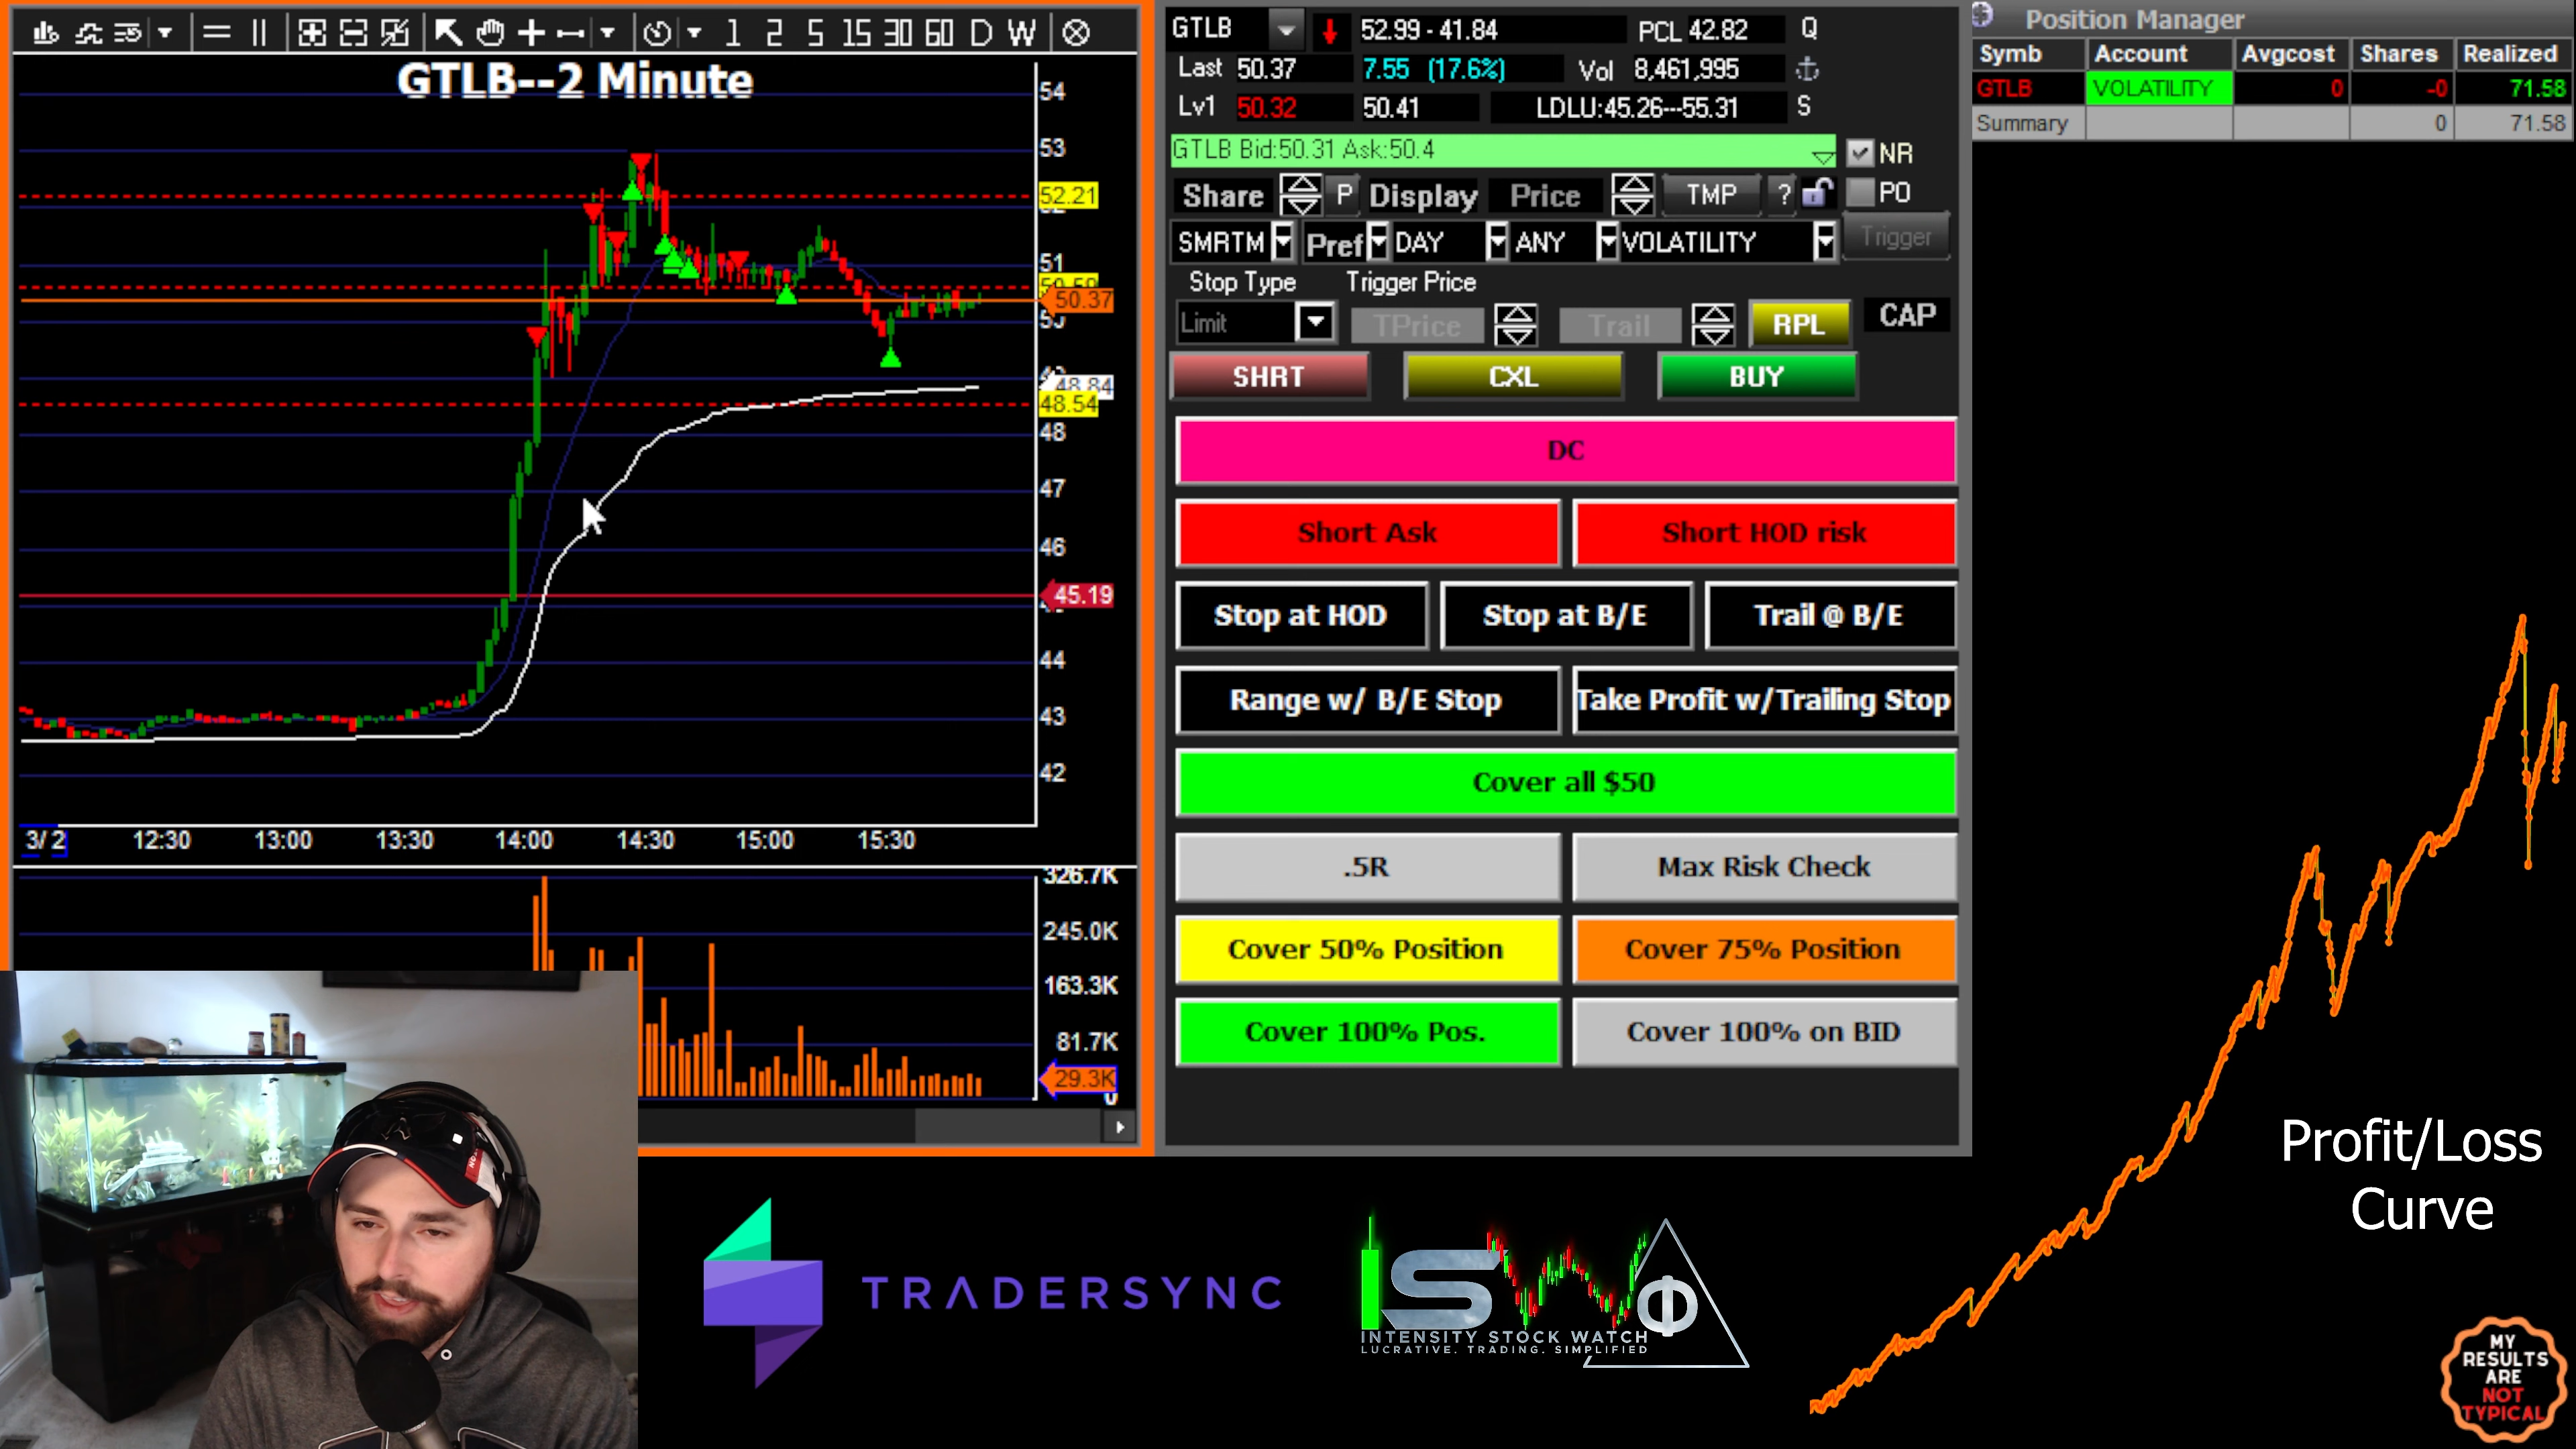 1 2 5 15 30 60 D W
GTLB--2 Minute
54
53
52.21
51
50.37
48.84
48.54
48
47
46
45.19
44
43
42
3/ 2 12:30 13:00 13:30 14:00 14:30 15:00 15:30
326.7K
245.0K
163.3K
81.7K
29.3K
0
GTLB 52.99 - 41.84 PCL 42.82 Q
Last 50.37 7.55 (17.6%) Vol 8,461,995
Lv1 50.32 50.41 LDLU:45.26---55.31 S
GTLB Bid:50.31 Ask:50.4 NR
Share P Display Price TMP ? PO
SMRTM Pref DAY ANY VOLATILITY Trigger
Stop Type Trigger Price
Limit TPrice Trail RPL CAP
SHRT CXL BUY
DC
Short Ask Short HOD risk
Stop at HOD Stop at B/E Trail @ B/E
Range w/ B/E Stop Take Profit w/Trailing Stop
Cover all $50
.5R Max Risk Check
Cover 50% Position Cover 75% Position
Cover 100% Pos. Cover 100% on BID
Position Manager
Symb Account Avgcost Shares Realized
GTLB VOLATILITY 0 -0 71.58
Summary 0 71.58
Profit/Loss
Curve
TRADERSYNC
ISW
INTENSITY STOCK WATCH
LUCRATIVE. TRADING. SIMPLIFIED
MY
RESULTS
ARE
NOT
TYPICAL